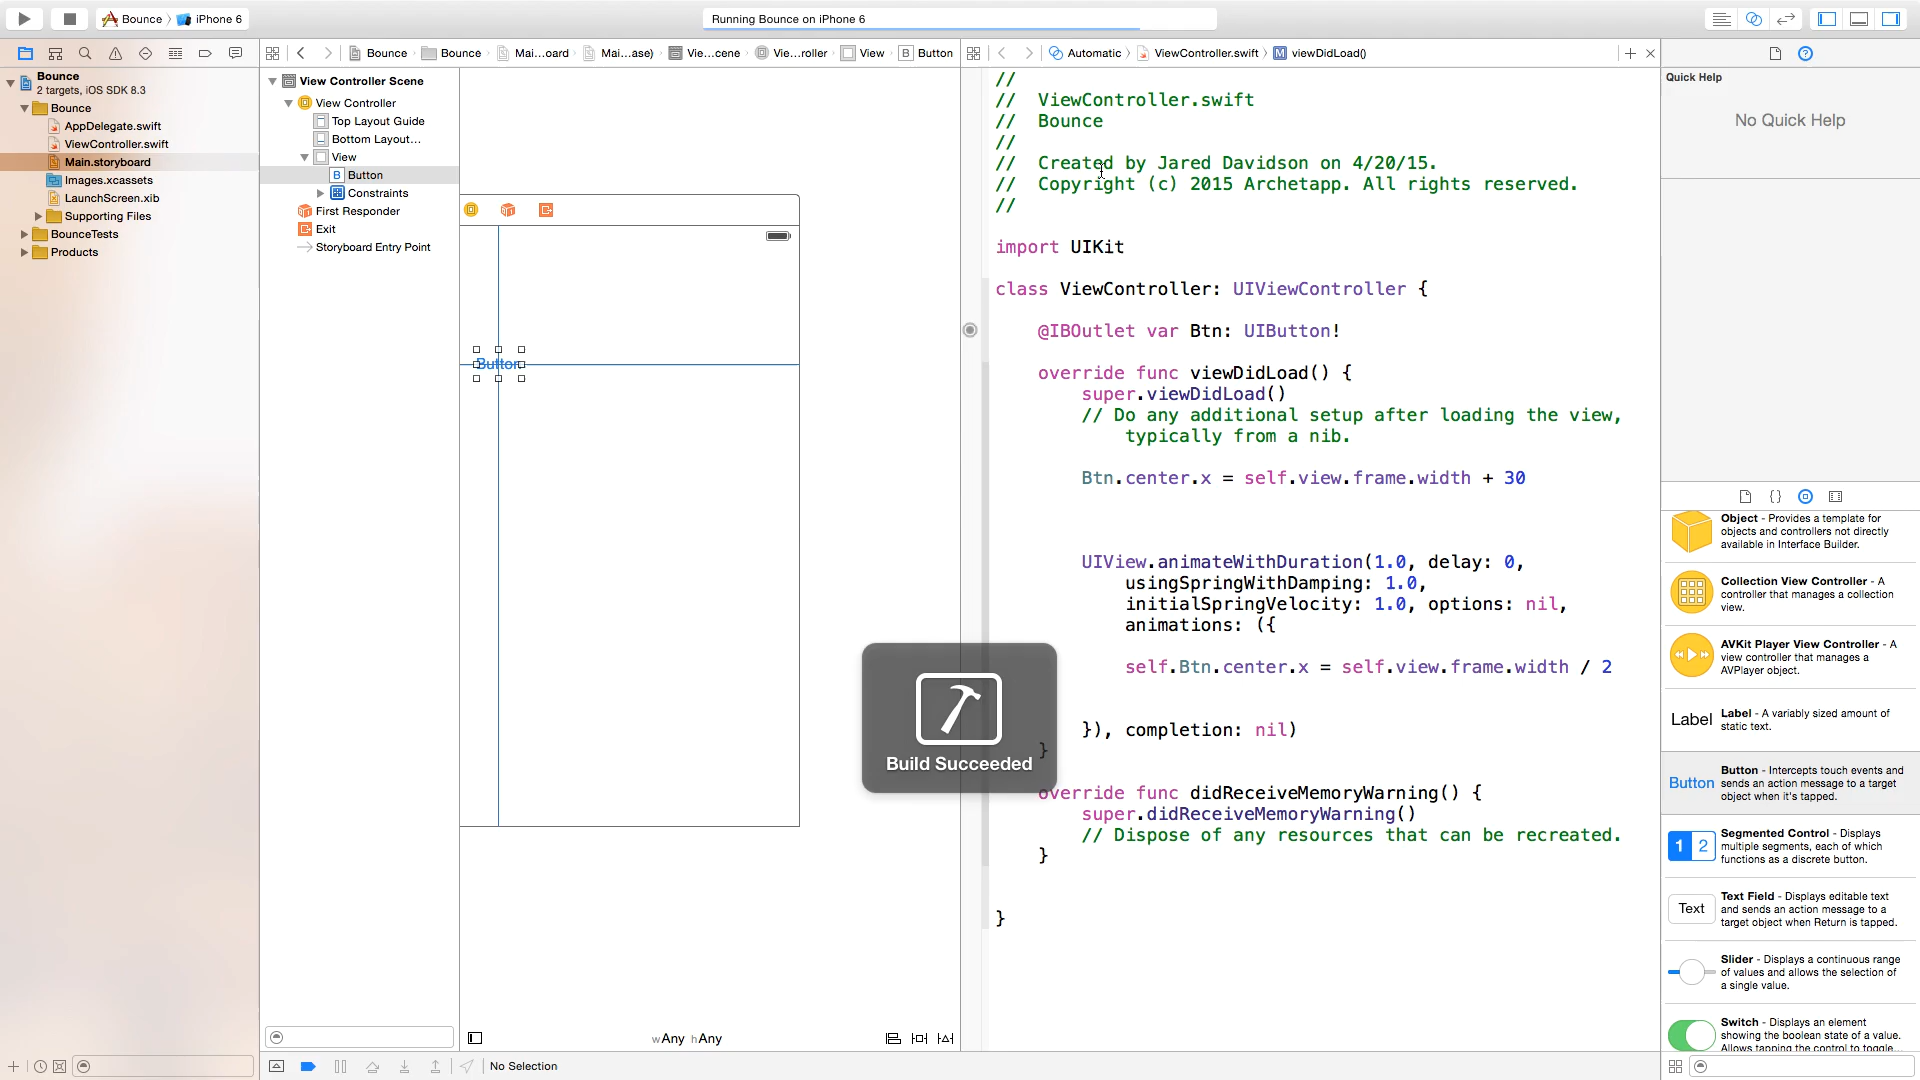 Bounce
iPhone 6
Running Bounce on iPhone 6
Bounce
Bounce
Mai...oard
Mai...ase)
Vie...cene
Vie...roller
View
B Button
Automatic
ViewController.swift
M viewDidLoad()
Bounce
2 targets, iOS SDK 8.3
Bounce
AppDelegate.swift
ViewController.swift
Main.storyboard
Images.xcassets
LaunchScreen.xib
Supporting Files
BounceTests
Products
View Controller Scene
View Controller
Top Layout Guide
Bottom Layout...
View
B Button
Constraints
First Responder
Exit
Storyboard Entry Point
Button
wAny hAny
No Selection
//
// ViewController.swift
// Bounce
//
// Created by Jared Davidson on 4/20/15.
// Copyright (c) 2015 Archetapp. All rights reserved.
//
import UIKit
class ViewController: UIViewController {
@IBOutlet var Btn: UIButton!
override func viewDidLoad() {
super.viewDidLoad()
// Do any additional setup after loading the view,
typically from a nib.
Btn.center.x = self.view.frame.width + 30
UIView.animateWithDuration(1.0, delay: 0,
usingSpringWithDamping: 1.0,
initialSpringVelocity: 1.0, options: nil,
animations: ({
self.Btn.center.x = self.view.frame.width / 2
}), completion: nil)
}
override func didReceiveMemoryWarning() {
super.didReceiveMemoryWarning()
// Dispose of any resources that can be recreated.
}
}
Build Succeeded
Quick Help
No Quick Help
Object - Provides a template for
objects and controllers not directly
available in Interface Builder.
Collection View Controller - A
controller that manages a collection
view.
AVKit Player View Controller - A
view controller that manages a
AVPlayer object.
Label
Label - A variably sized amount of
static text.
Button
Button - Intercepts touch events and
sends an action message to a target
object when it's tapped.
1 2
Segmented Control - Displays
multiple segments, each of which
functions as a discrete button.
Text
Text Field - Displays editable text
and sends an action message to a
target object when Return is tapped.
Slider - Displays a continuous range
of values and allows the selection of
a single value.
Switch - Displays an element
showing the boolean state of a value.
Allows tapping the control to toggle...